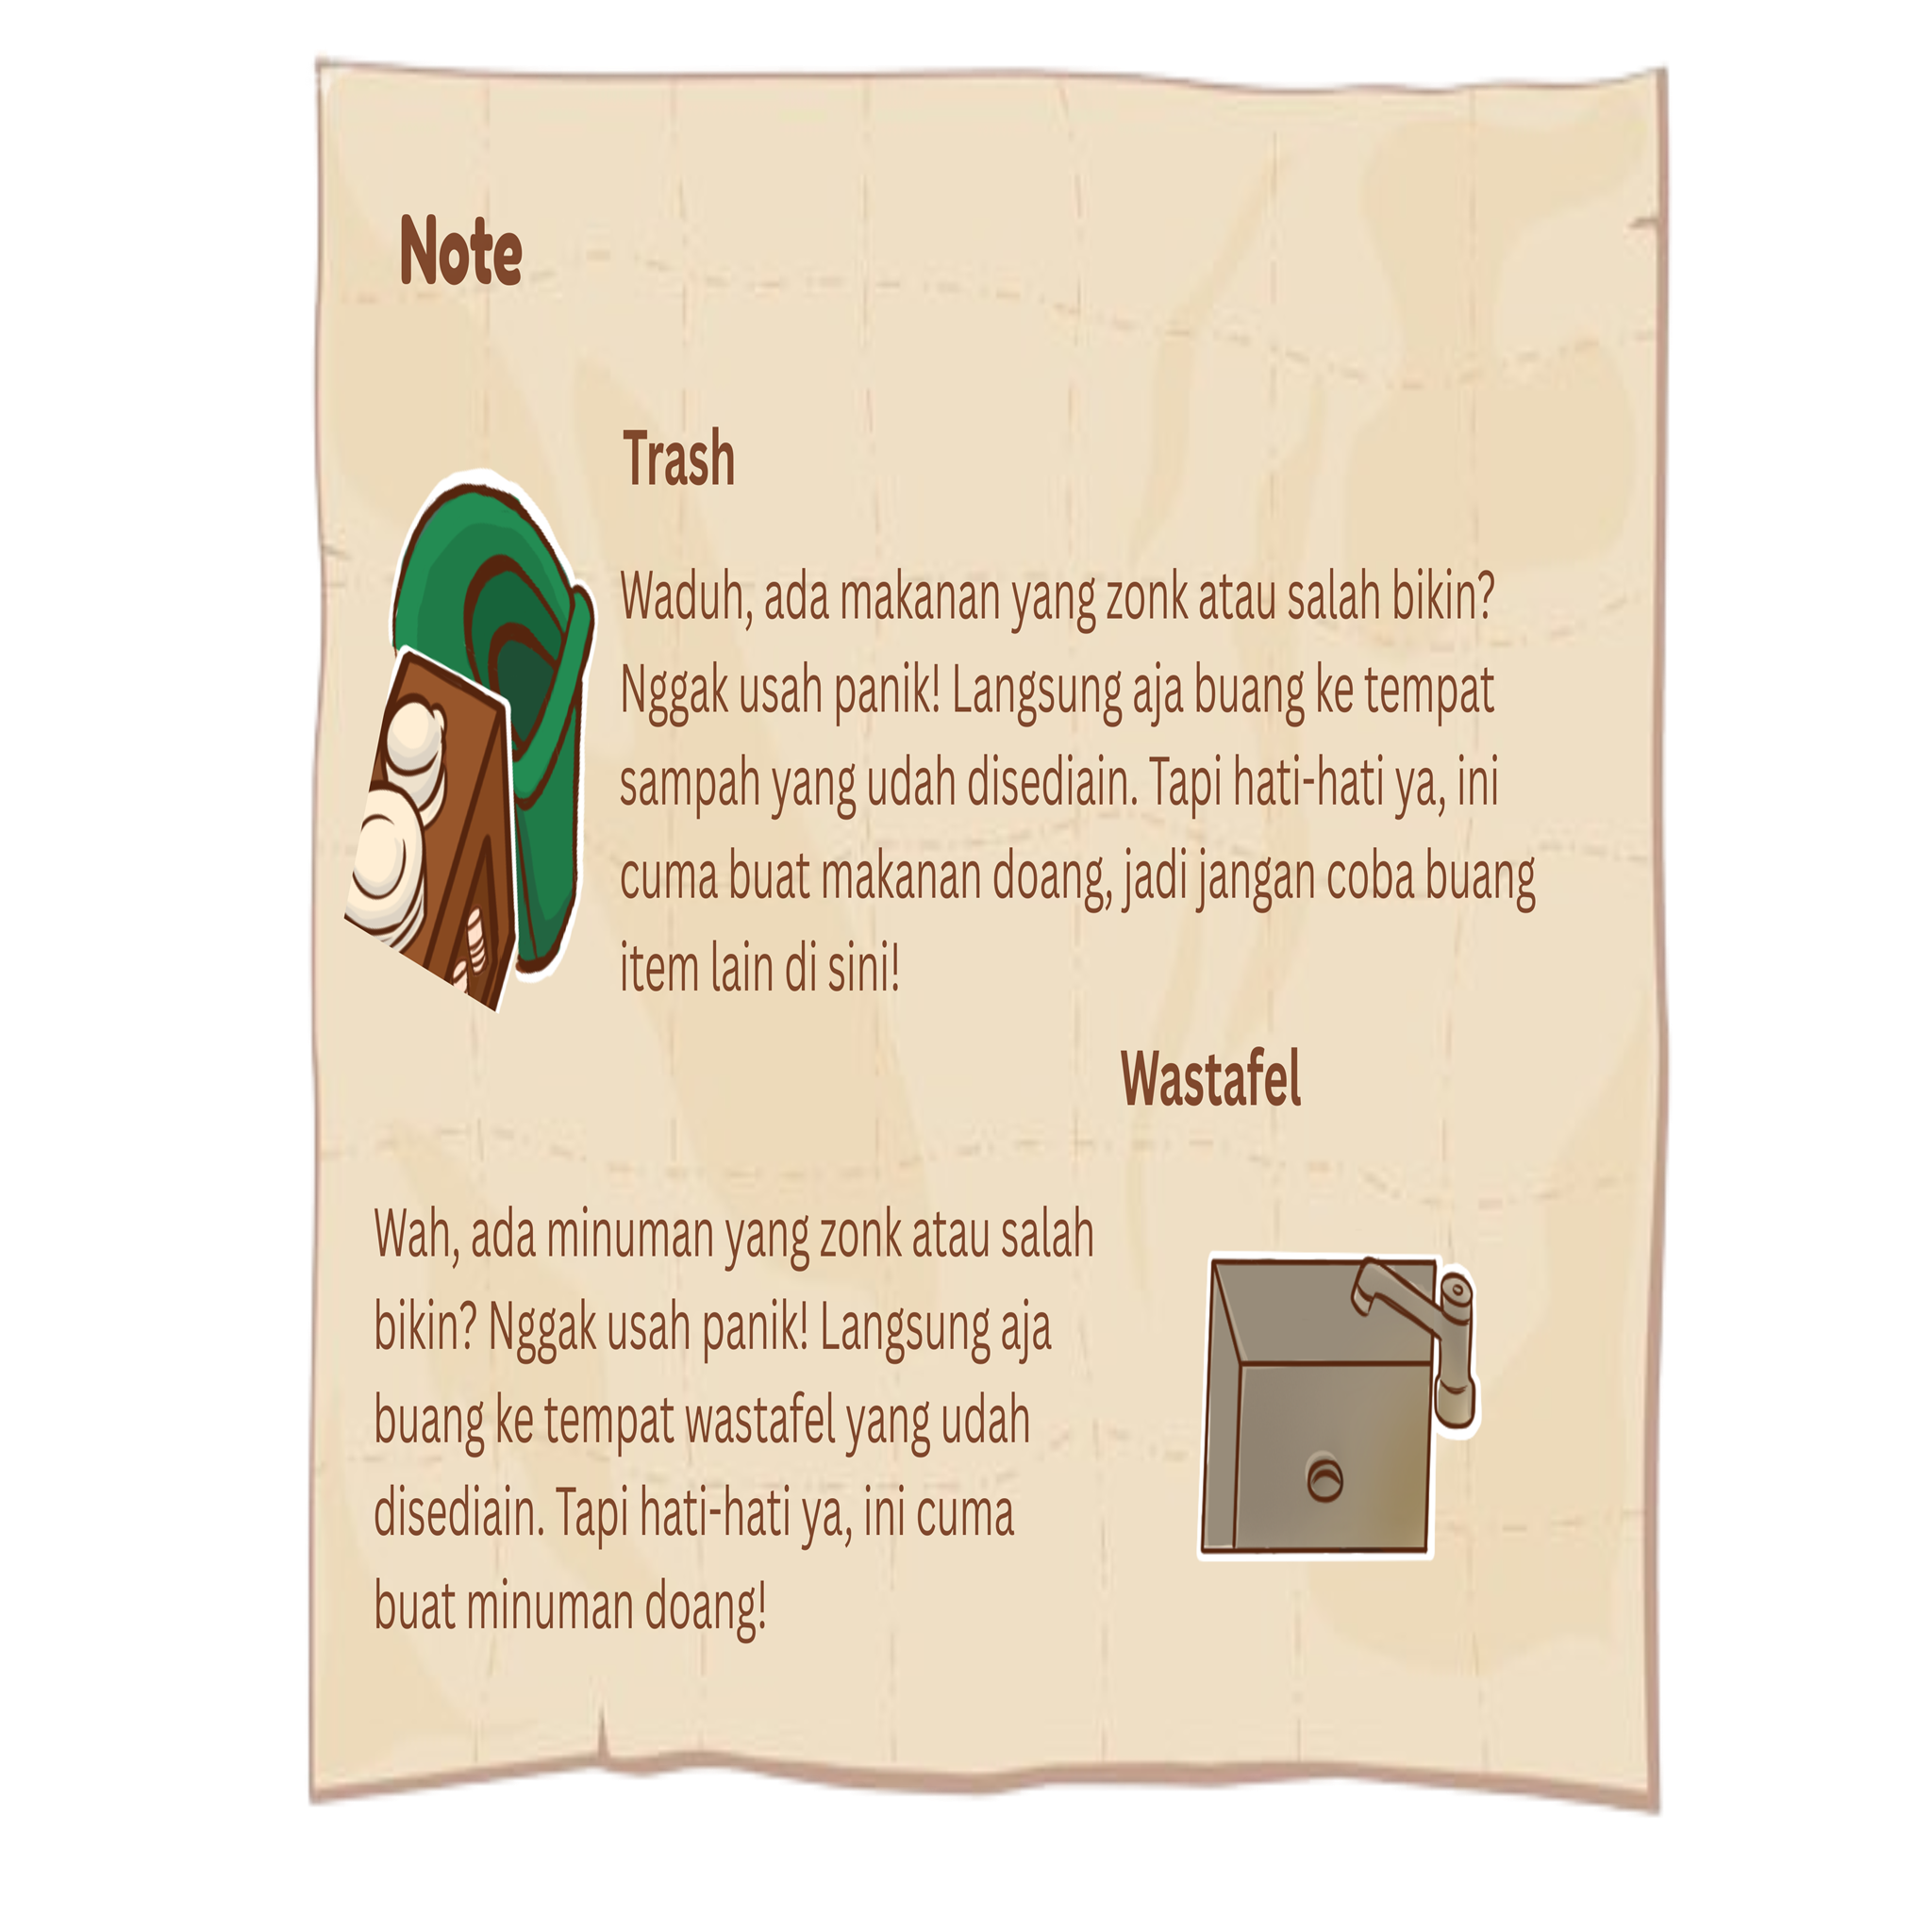 Note
Trash
Waduh, ada makanan yang zonk atau salah bikin?
Nggak usah panik! Langsung aja buang ke tempat
sampah yang udah disediain. Tapi hati-hati ya, ini
cuma buat makanan doang, jadi jangan coba buang
item lain di sini!
Wastafel
Wah, ada minuman yang zonk atau salah
bikin? Nggak usah panik! Langsung aja
buang ke tempat wastafel yang udah
disediain. Tapi hati-hati ya, ini cuma
buat minuman doang!